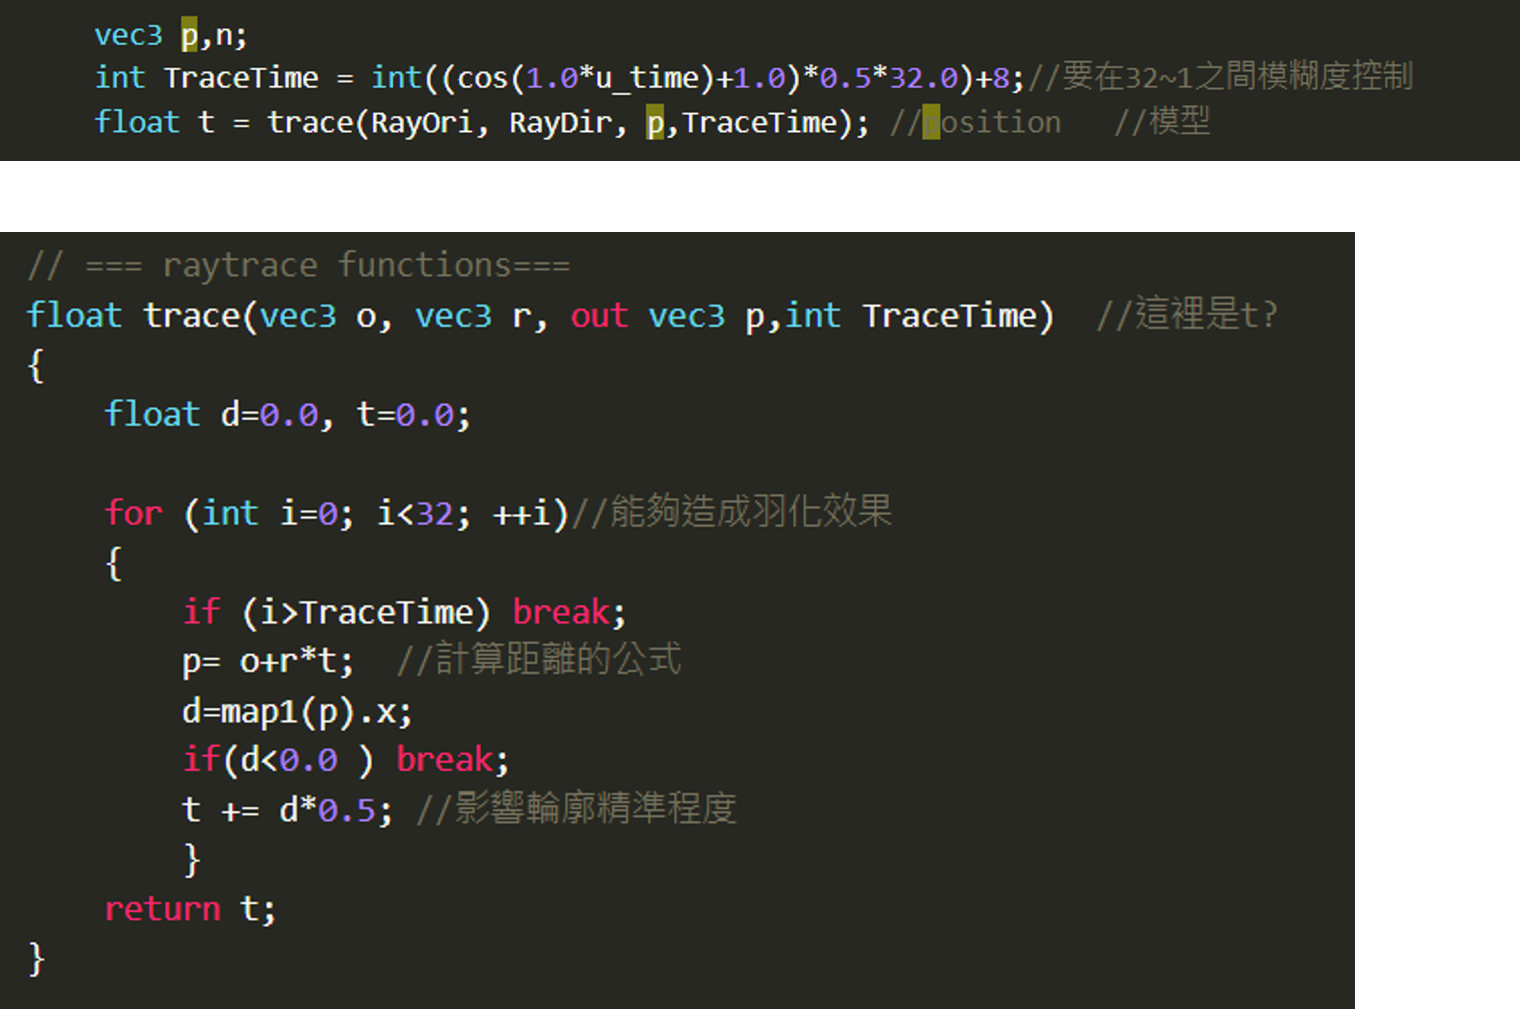 vec3 p,n;
int TraceTime = int((cos(1.0*u_time)+1.0)*0.5*32.0)+8;//要在32~1之間模糊度控制
float t = trace(RayOri, RayDir, p,TraceTime); //position   //模型
// === raytrace functions===
float trace(vec3 o, vec3 r, out vec3 p,int TraceTime)  //這裡是t?
{
float d=0.0, t=0.0;
for (int i=0; i<32; ++i)//能夠造成羽化效果
{
if (i>TraceTime) break;
p= o+r*t;  //計算距離的公式
d=map1(p).x;
if(d<0.0 ) break;
t += d*0.5; //影響輪廓精準程度
}
return t;
}